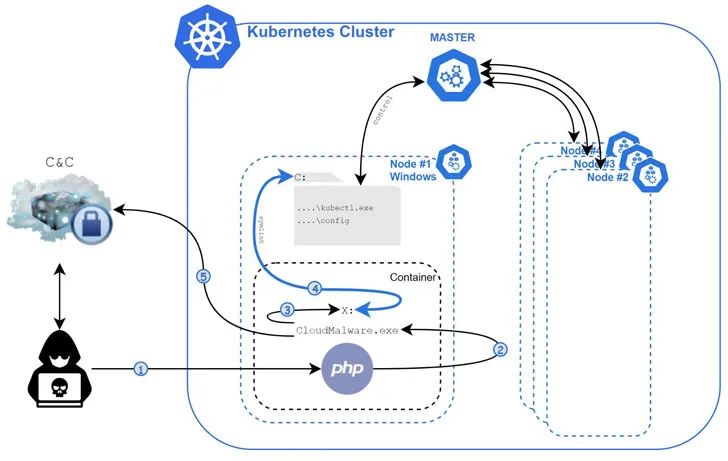 Kubernetes Cluster
MASTER
control
C&C
Node #1
Windows
Node #4
Node #3
Node #2
C:
....\kubectl.exe
....\config
symlink
Container
5
4
3
X:
CloudMalware.exe
2
php
1